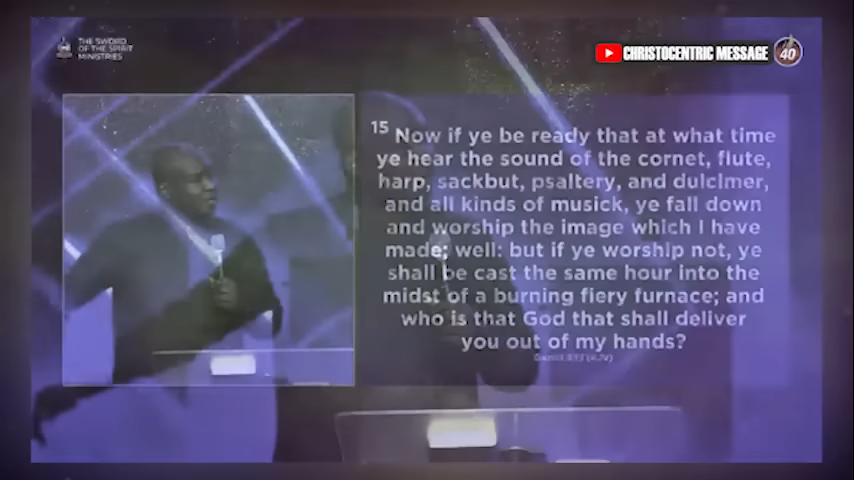 THE SWORD
OF THE SPIRIT
MINISTRIES
CHRISTOCENTRIC MESSAGE
40
15 Now if ye be ready that at what time
ye hear the sound of the cornet, flute,
harp, sackbut, psaltery, and dulcimer,
and all kinds of musick, ye fall down
and worship the image which I have
made; well: but if ye worship not, ye
shall be cast the same hour into the
midst of a burning fiery furnace; and
who is that God that shall deliver
you out of my hands?